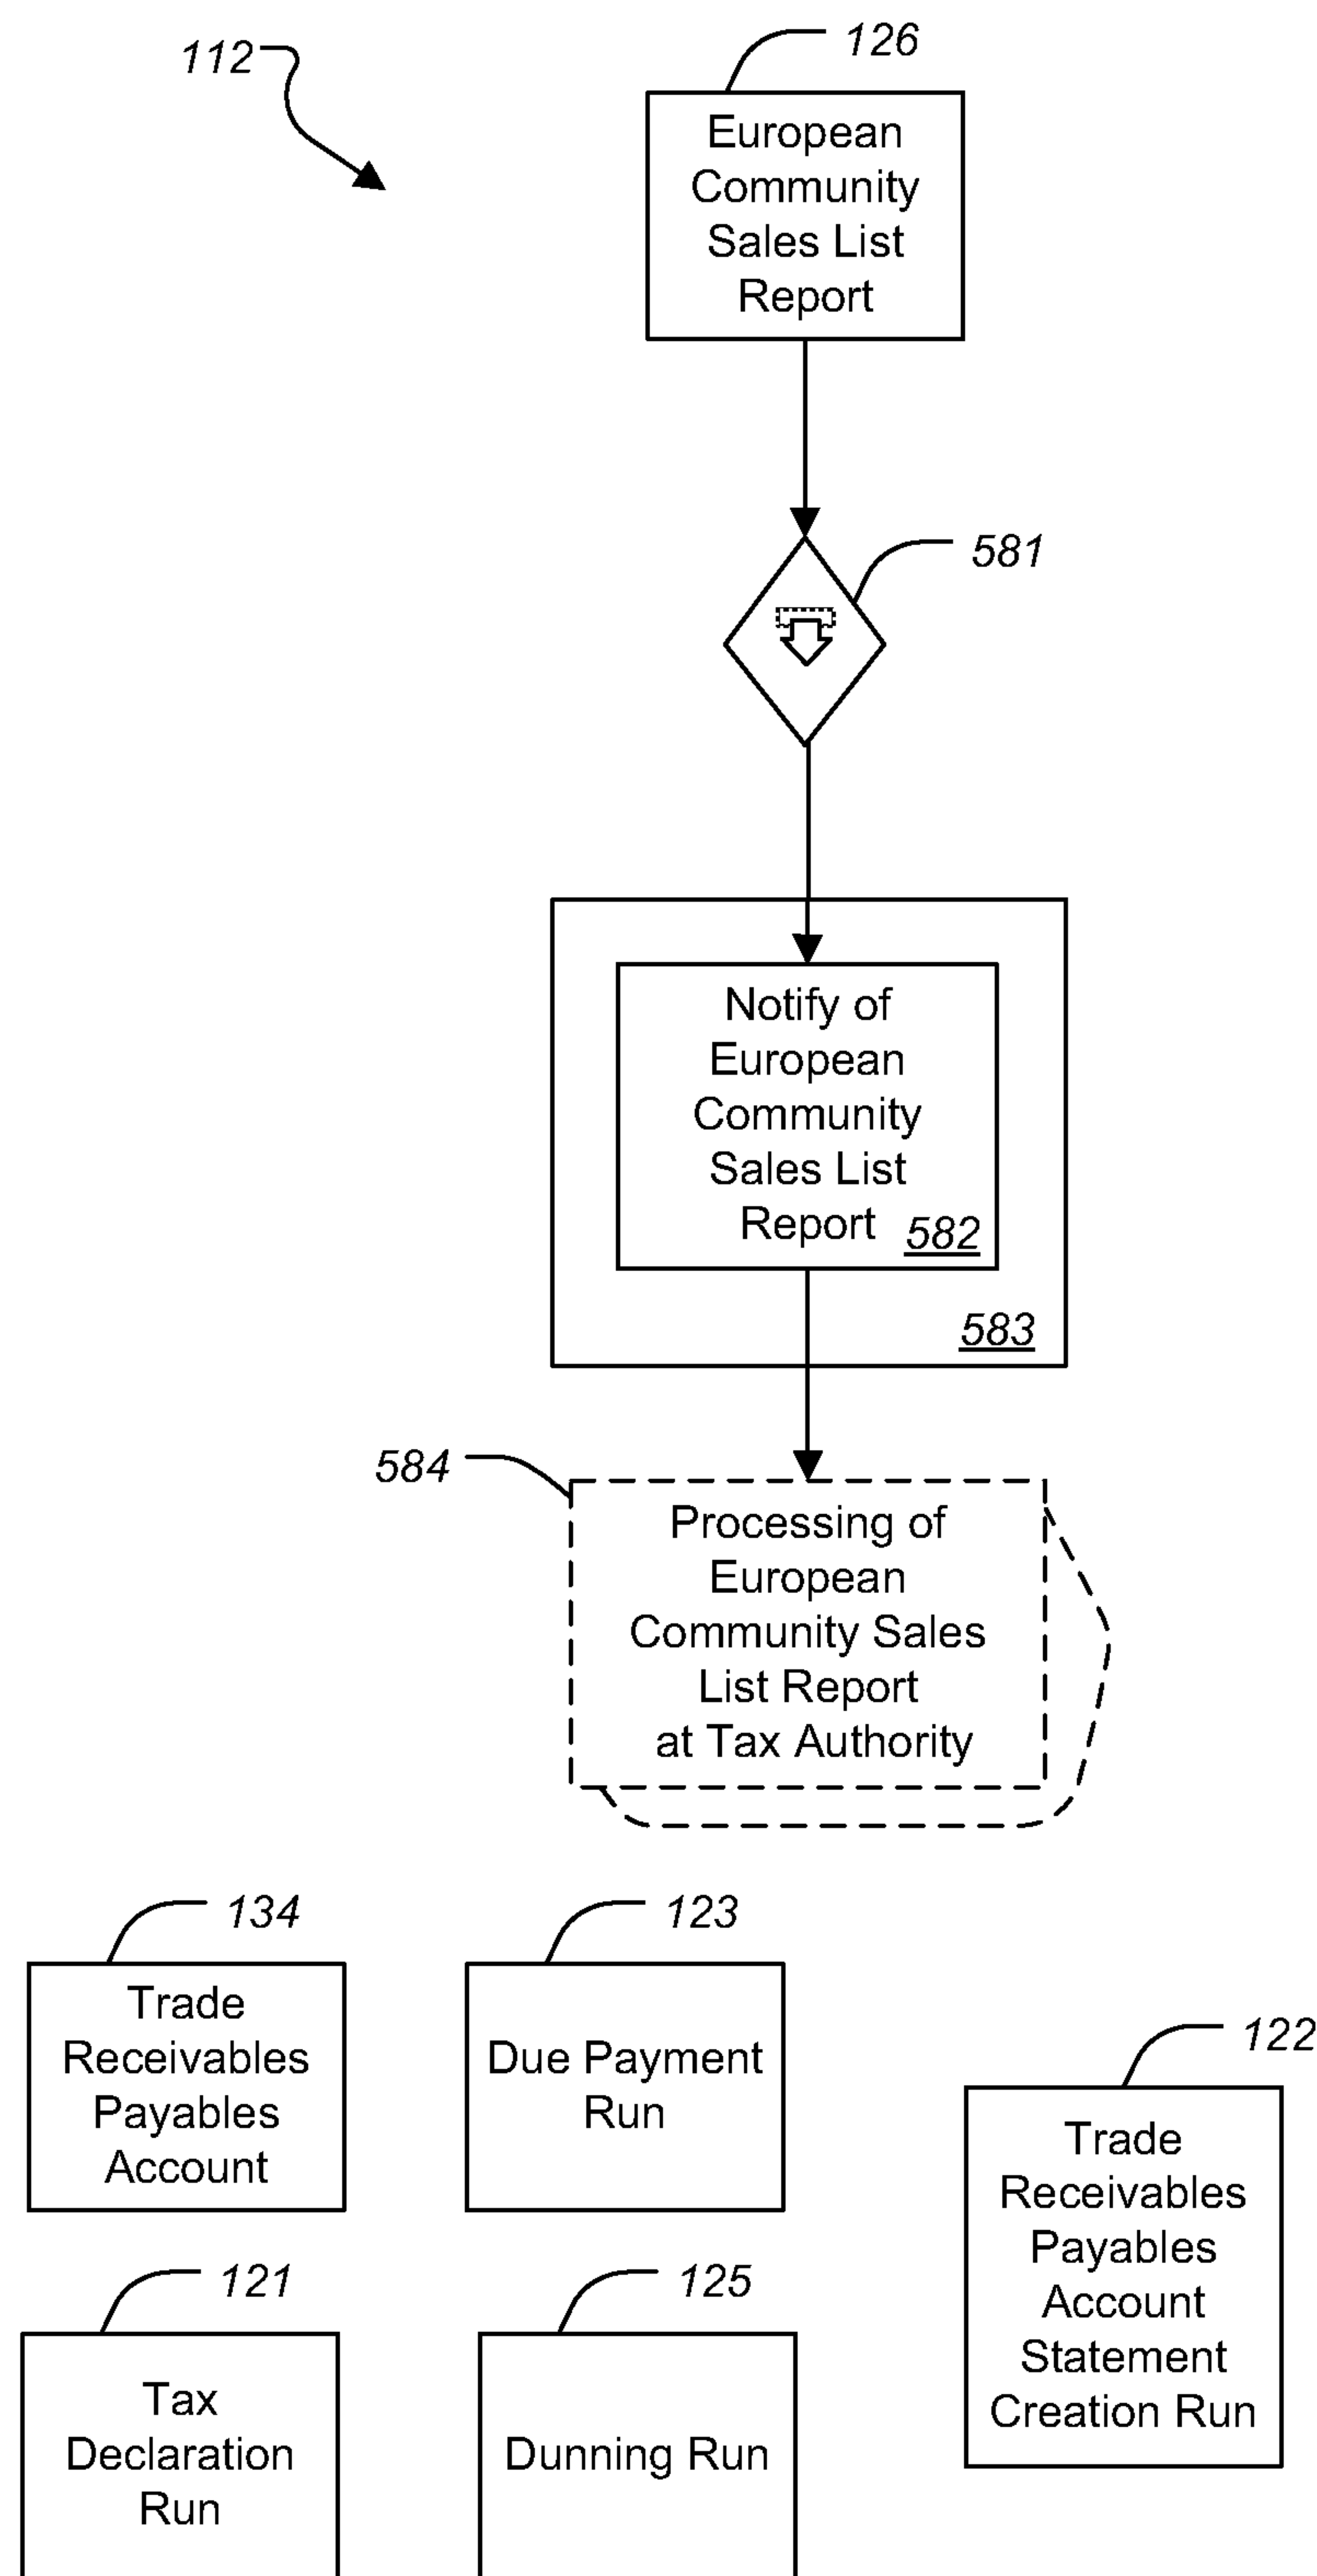 112
126
European
Community
Sales List
Report
581
Notify of
European
Community
Sales List
Report
582
583
584
Processing of
European
Community Sales
List Report
at Tax Authority
134
Trade
Receivables
Payables
Account
123
Due Payment
Run
122
Trade
Receivables
Payables
Account
Statement
Creation Run
121
Tax
Declaration
Run
125
Dunning Run